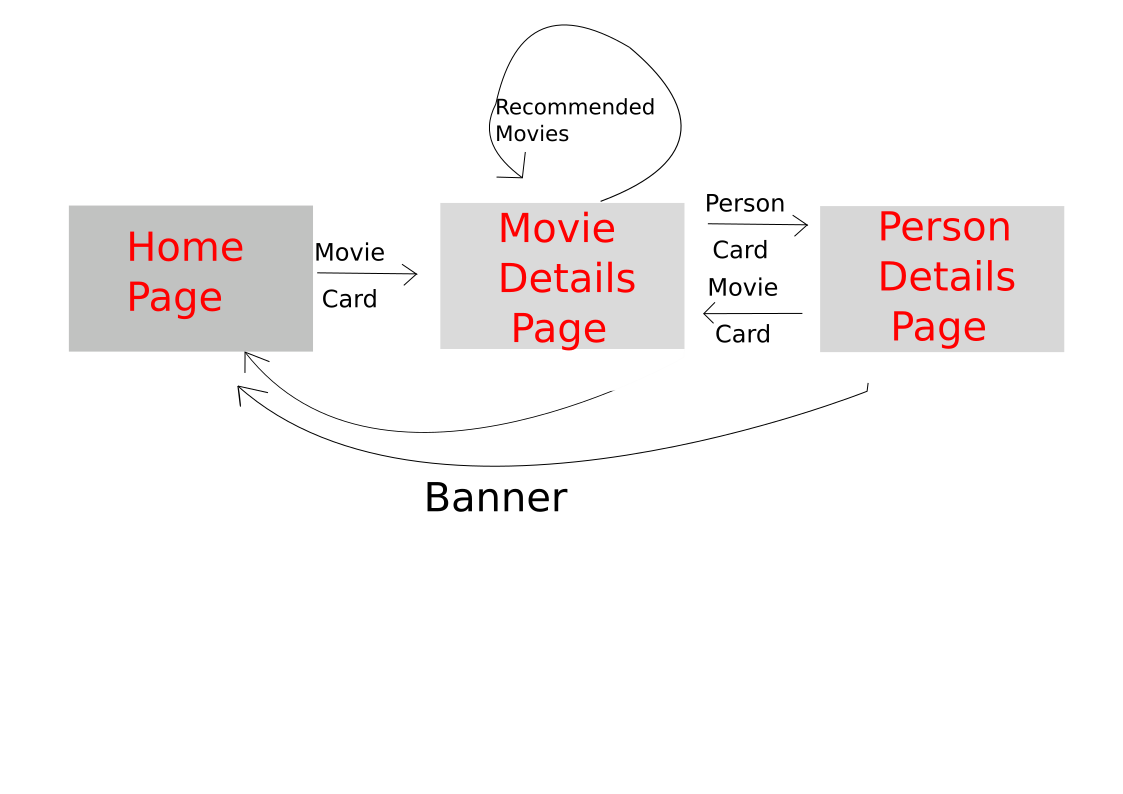 Recommended
Movies
Home
Page
Movie
Card
Movie
Details
Page
Person
Card
Movie
Card
Person
Details
Page
Banner